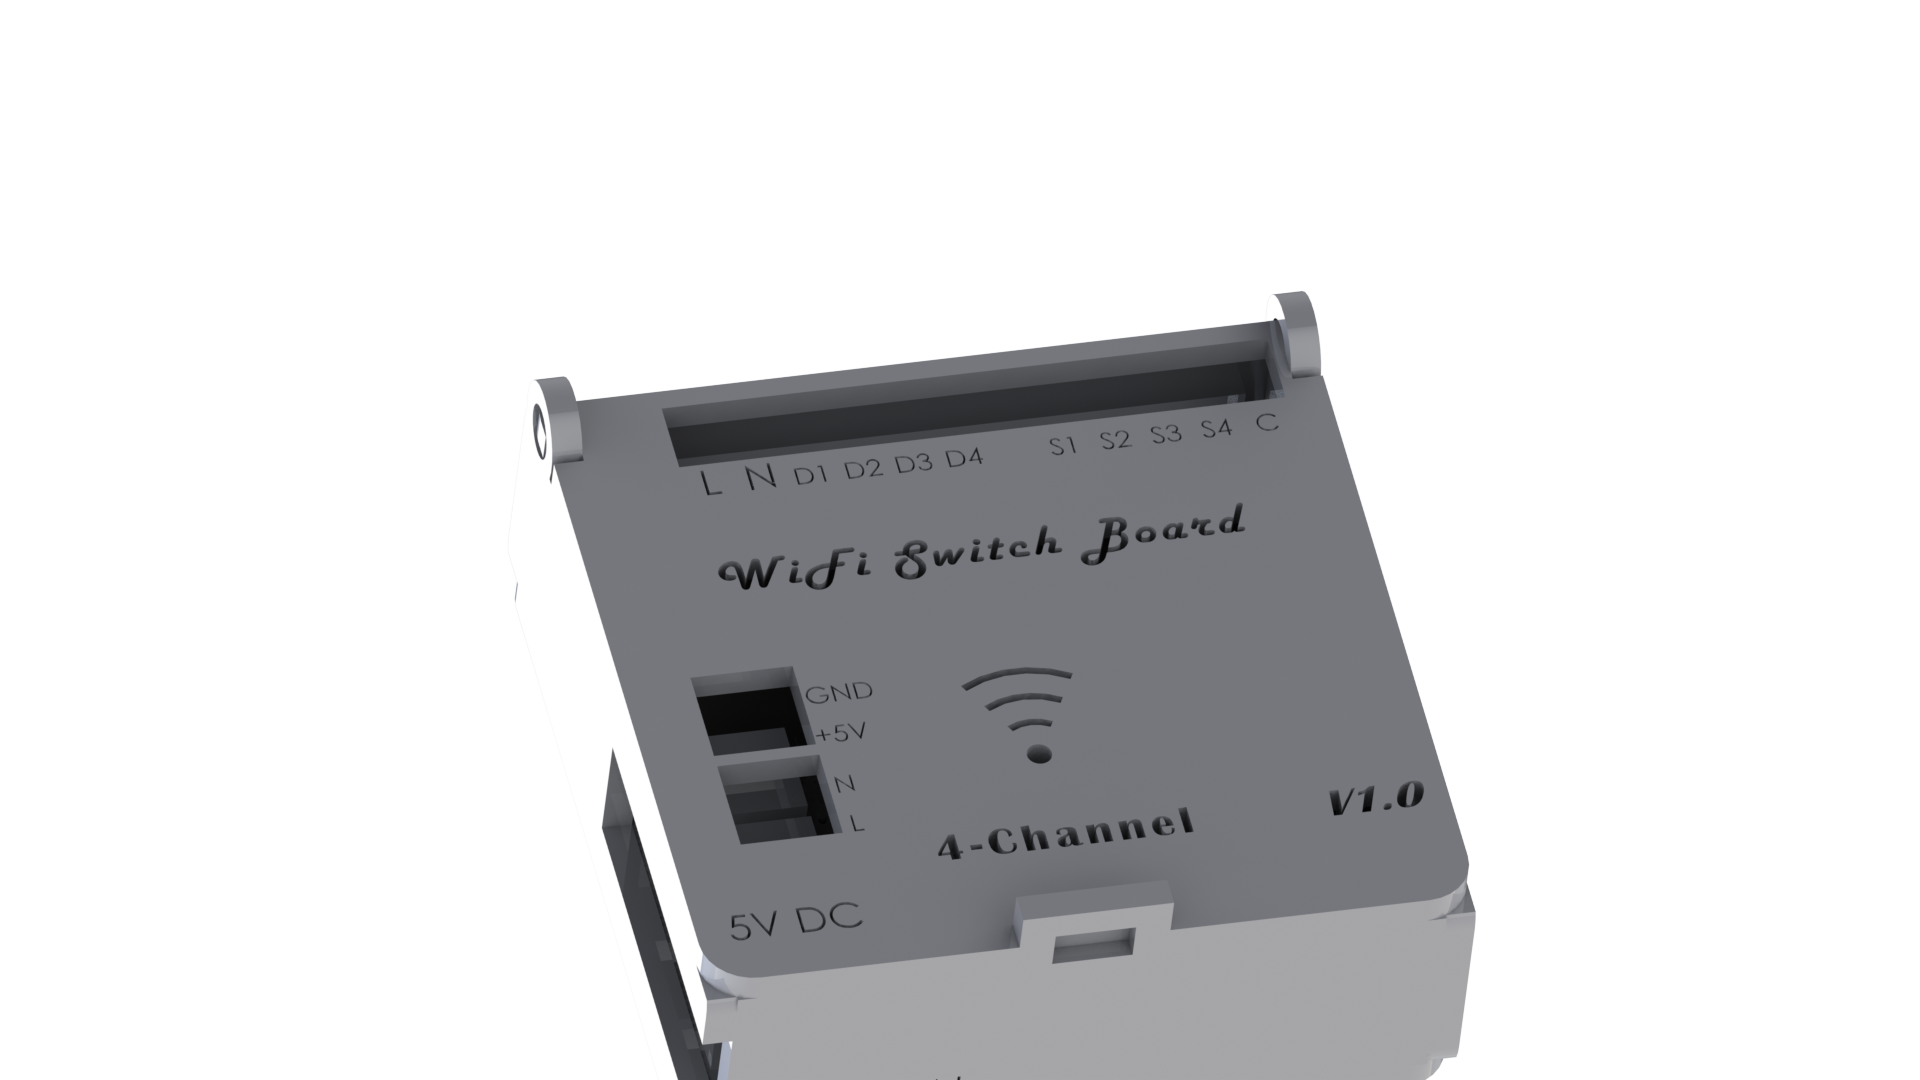 L N D1 D2 D3 D4 S1 S2 S3 S4 C
WiFi Switch Board
GND
+5V
N
L
4-Channel
V1.0
5V DC